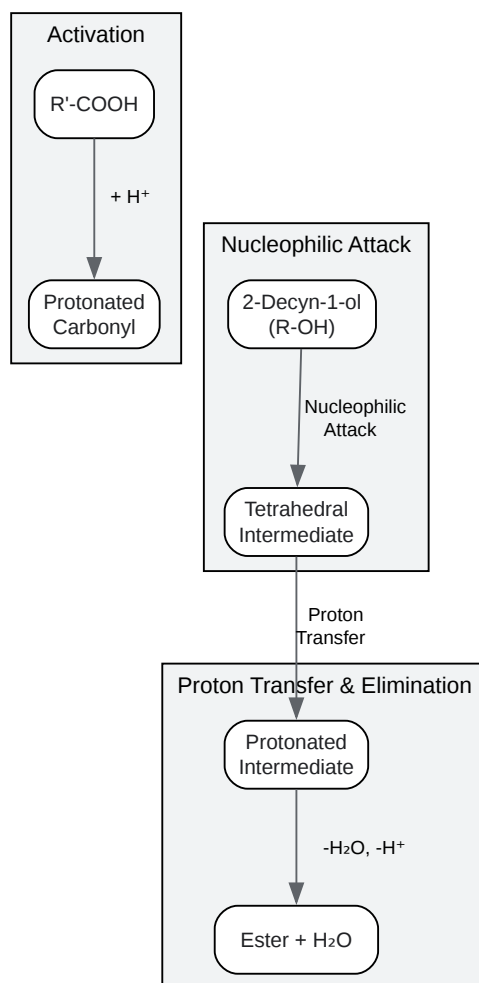 Activation
R'-COOH
+ H⁺
Protonated
Carbonyl
Nucleophilic Attack
2-Decyn-1-ol
(R-OH)
Nucleophilic
Attack
Tetrahedral
Intermediate
Proton
Transfer
Proton Transfer & Elimination
Protonated
Intermediate
-H₂O, -H⁺
Ester + H₂O